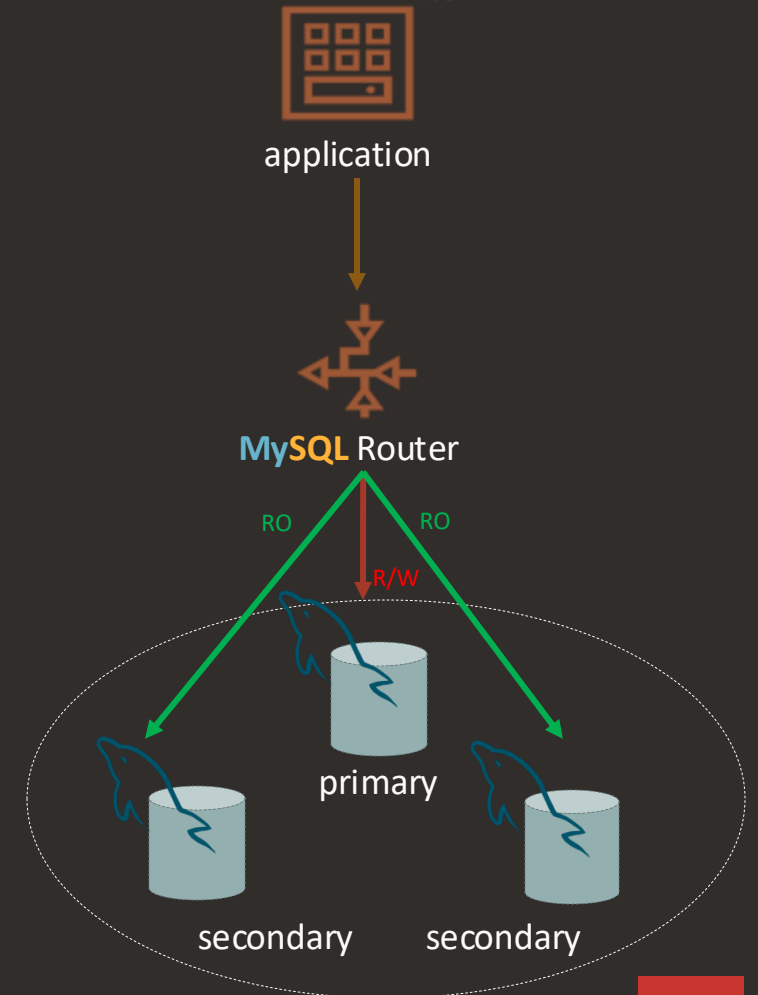 application
MySQL Router
RO
RO
R/W
primary
secondary
secondary